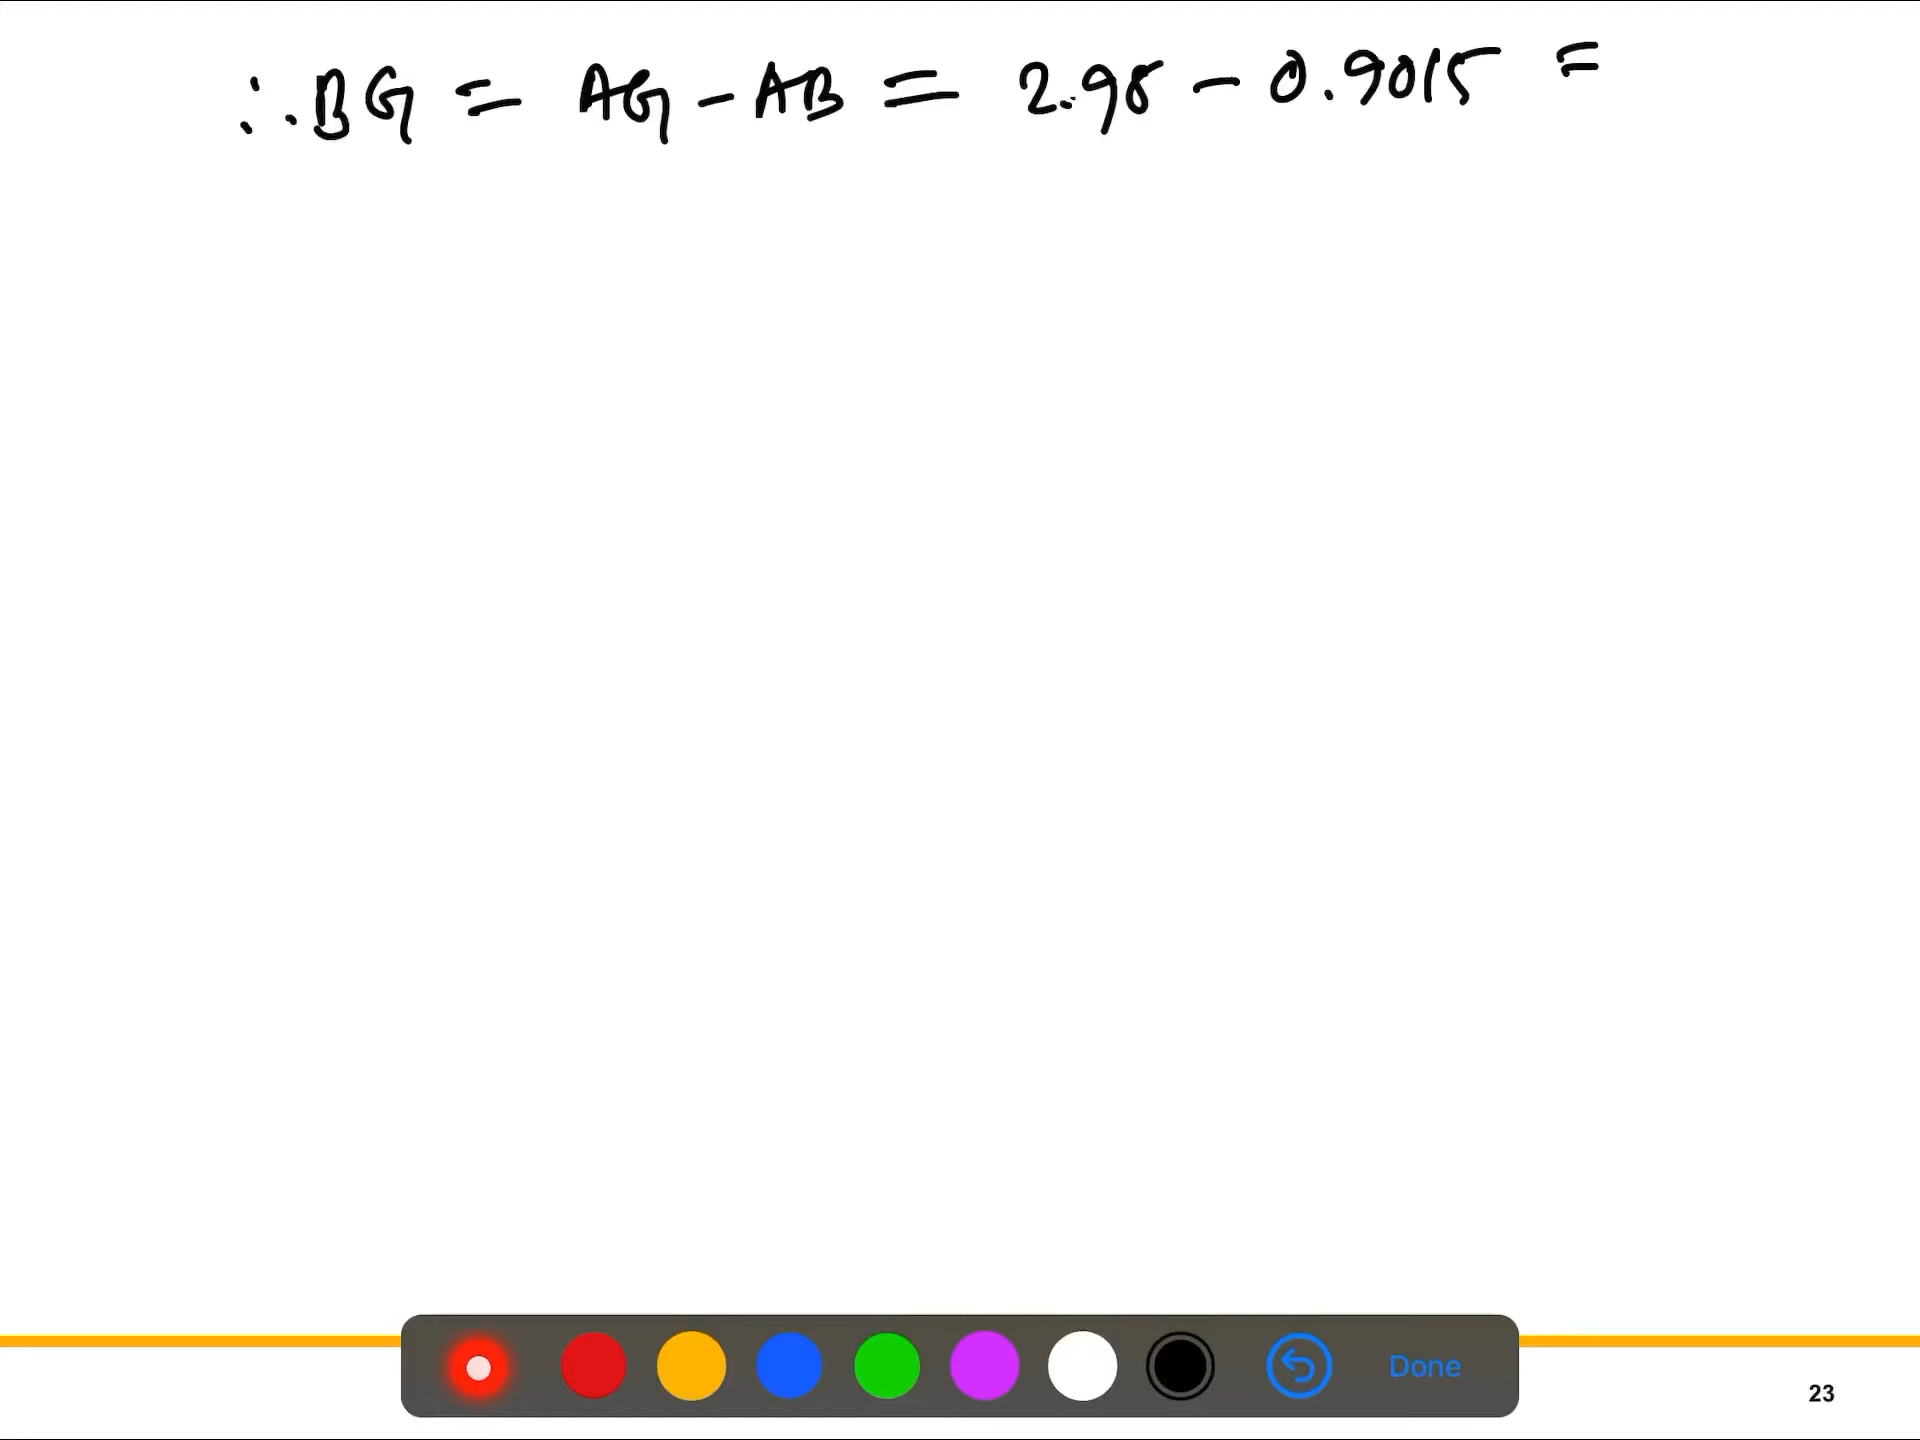 ∴ BG = AG - AB = 2.98 - 0.9015 =
Done
23